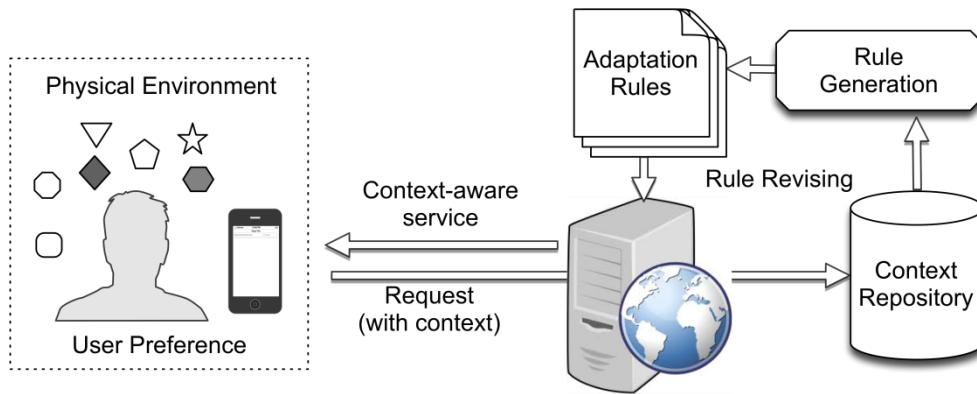 Physical Environment
User Preference
Context-aware
service
Request
(with context)
Adaptation
Rules
Rule
Generation
Rule Revising
Context
Repository